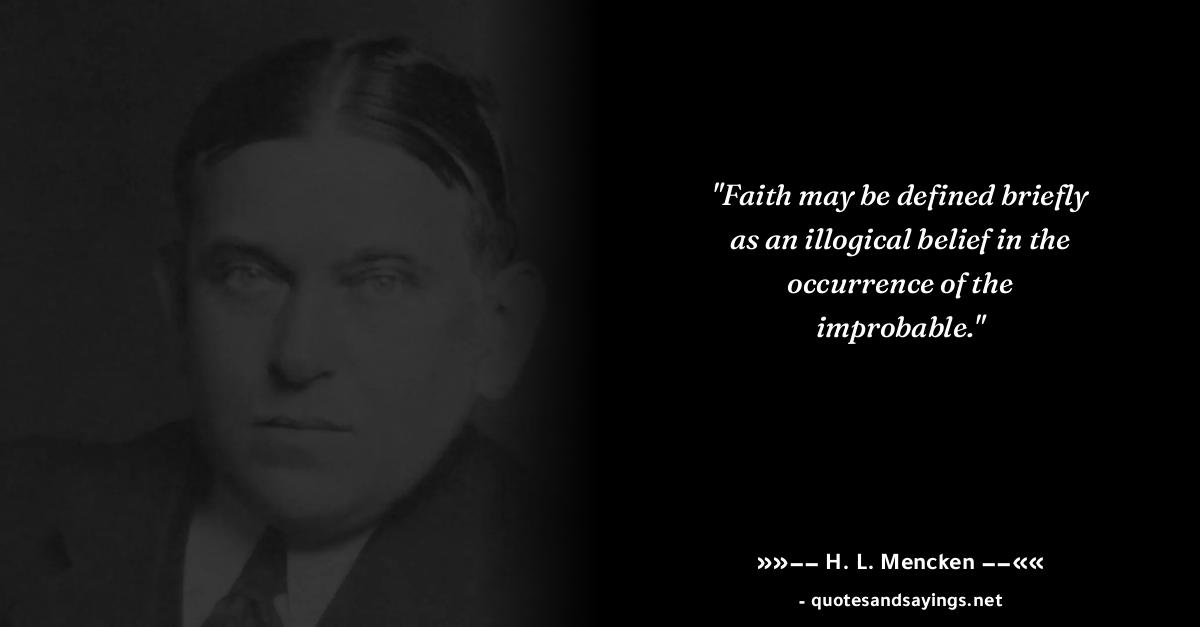 "Faith may be defined briefly
as an illogical belief in the
occurrence of the
improbable."
»»−− H. L. Mencken −−««
- quotesandsayings.net